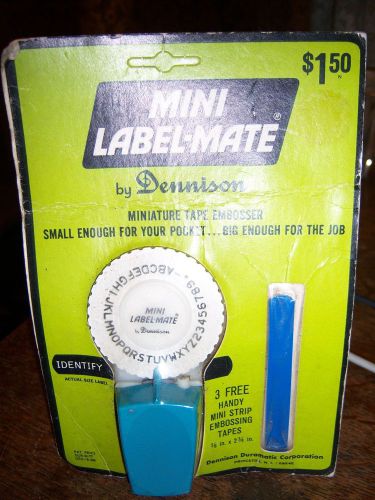 $1.50
MINI
LABEL-MATE®
by Dennison
MINIATURE TAPE EMBOSSER
SMALL ENOUGH FOR YOUR POCKET...BIG ENOUGH FOR THE JOB
ABCDEFGHIJKLMNOPQRSTUVWXYZ23456789
MINI
LABEL-MATE®
by Dennison
IDENTIFY
ACTUAL SIZE LABEL
3 FREE
HANDY
MINI STRIP
EMBOSSING
TAPES
Dennison Duramatic Corporation